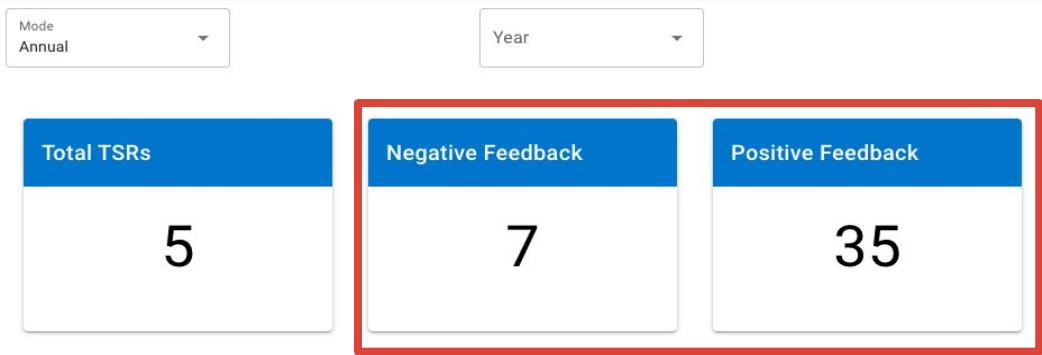 Mode
Annual
Year
Total TSRs
Negative Feedback
Positive Feedback
5
7
35